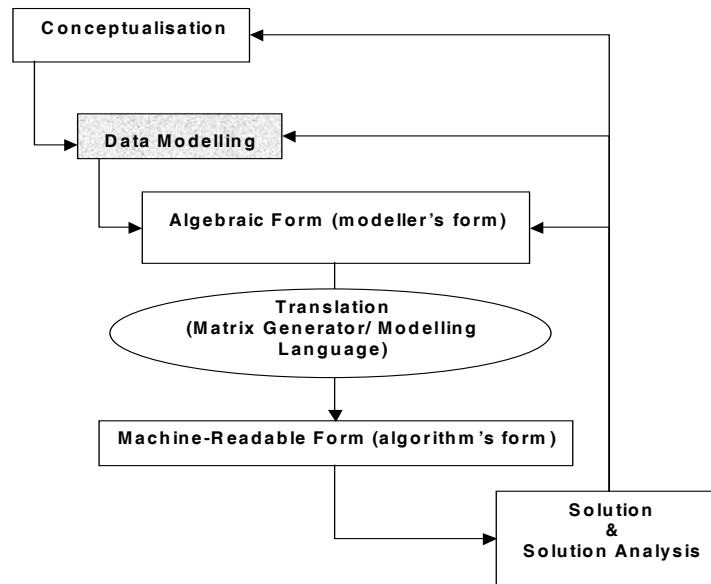 Conceptualisation
Data Modelling
Algebraic Form (modeller's form)
Translation
(Matrix Generator/ Modelling
Language)
Machine-Readable Form (algorithm's form)
Solution
&
Solution Analysis